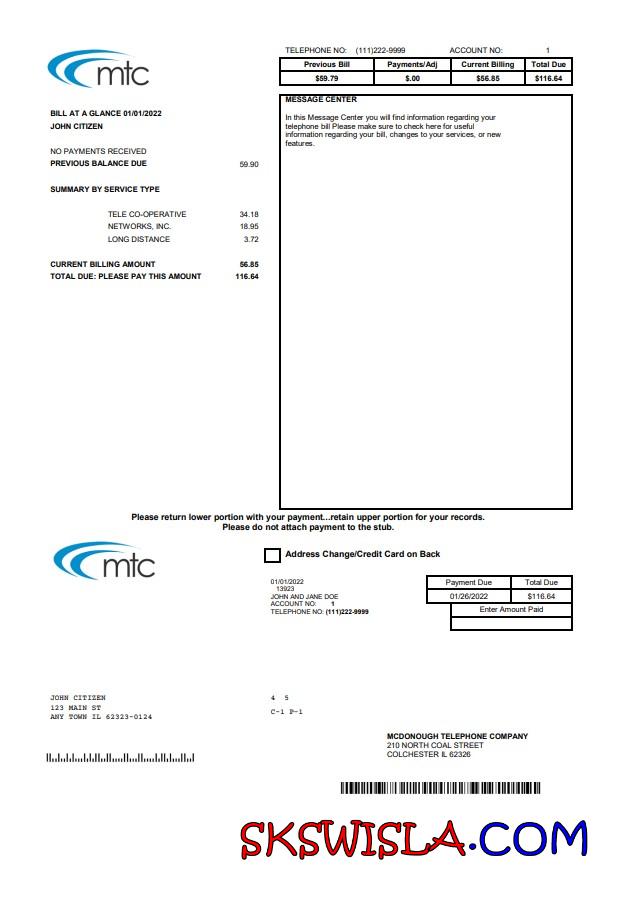 mtc
TELEPHONE NO: (111)222-9999 ACCOUNT NO: 1
Previous Bill Payments/Adj Current Billing Total Due
$59.79 $.00 $56.85 $116.64
BILL AT A GLANCE 01/01/2022
JOHN CITIZEN
NO PAYMENTS RECEIVED
PREVIOUS BALANCE DUE 59.90
SUMMARY BY SERVICE TYPE
TELE CO-OPERATIVE 34.18
NETWORKS, INC. 18.95
LONG DISTANCE 3.72
CURRENT BILLING AMOUNT 56.85
TOTAL DUE: PLEASE PAY THIS AMOUNT 116.64
MESSAGE CENTER
In this Message Center you will find information regarding your
telephone bill Please make sure to check here for useful
information regarding your bill, changes to your services, or new
features.
Please return lower portion with your payment...retain upper portion for your records.
Please do not attach payment to the stub.
mtc
Address Change/Credit Card on Back
01/01/2022
13923
JOHN AND JANE DOE
ACCOUNT NO: 1
TELEPHONE NO: (111)222-9999
Payment Due Total Due
01/26/2022 $116.64
Enter Amount Paid
JOHN CITIZEN
123 MAIN ST
ANY TOWN IL 62323-0124
4 5
C-1 P-1
MCDONOUGH TELEPHONE COMPANY
210 NORTH COAL STREET
COLCHESTER IL 62326
SKSWISLA.COM